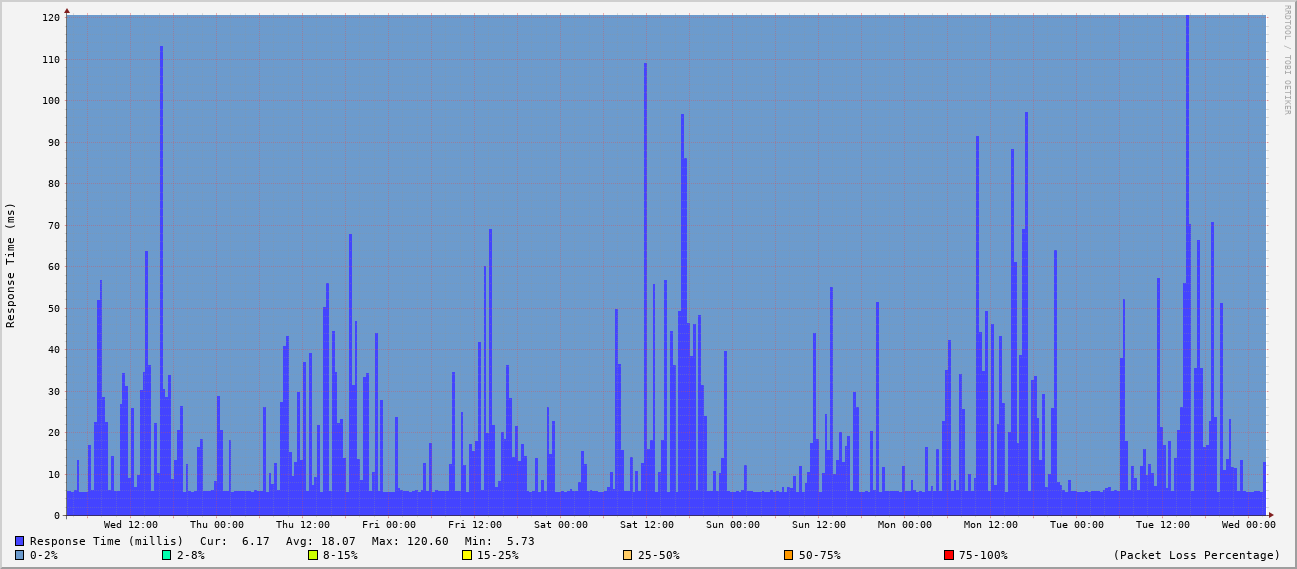 RRDTOOL / TOBI OETIKER
Response Time (ms)
120
110
100
90
80
70
60
50
40
30
20
10
0
Wed 12:00 Thu 00:00 Thu 12:00 Fri 00:00 Fri 12:00 Sat 00:00 Sat 12:00 Sun 00:00 Sun 12:00 Mon 00:00 Mon 12:00 Tue 00:00 Tue 12:00 Wed 00:00
Response Time (millis) Cur: 6.17 Avg: 18.07 Max: 120.60 Min: 5.73
0-2% 2-8% 8-15% 15-25% 25-50% 50-75% 75-100% (Packet Loss Percentage)